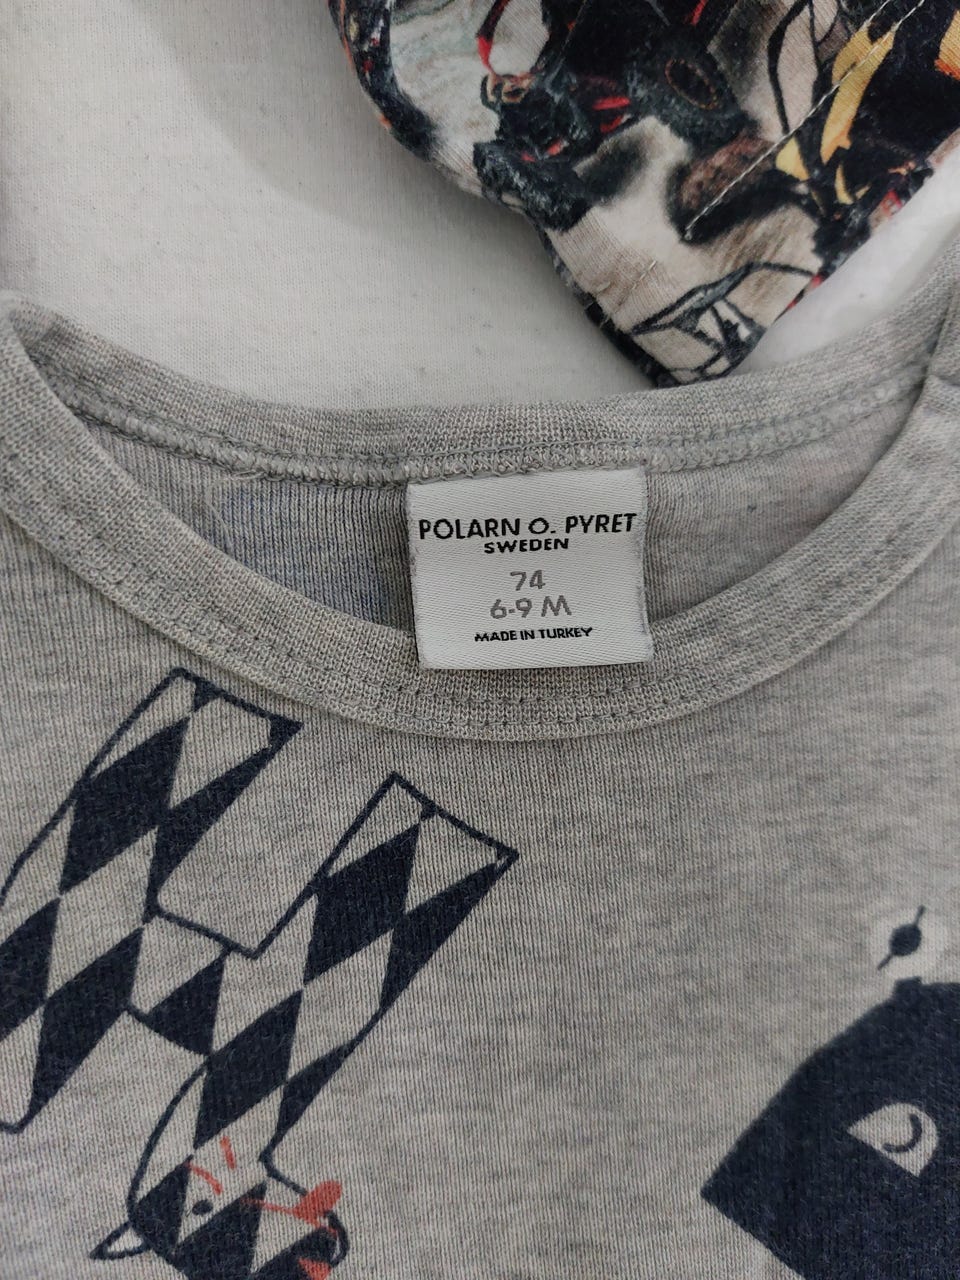 POLARN O. PYRET
SWEDEN
74
6-9 M
MADE IN TURKEY